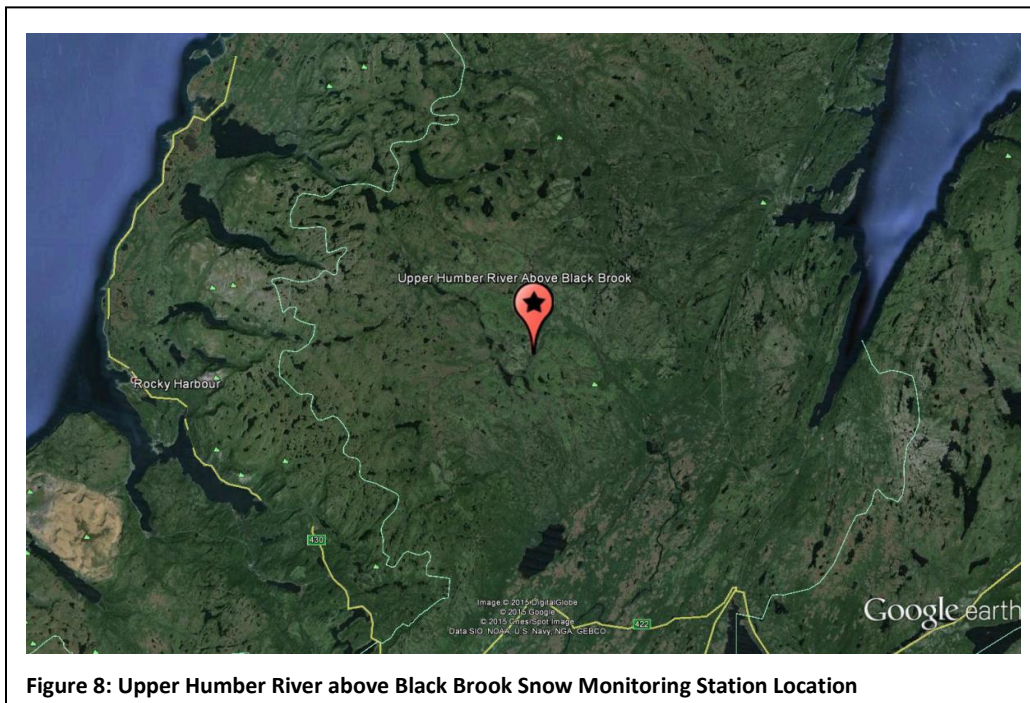 Upper Humber River Above Black Brook
Rocky Harbour
430
Image © 2015 DigitalGlobe
© 2015 Google
© 2015 Cnes/Spot Image
Data SIO, NOAA, U.S. Navy, NGA, GEBCO
422
Google earth
Figure 8: Upper Humber River above Black Brook Snow Monitoring Station Location